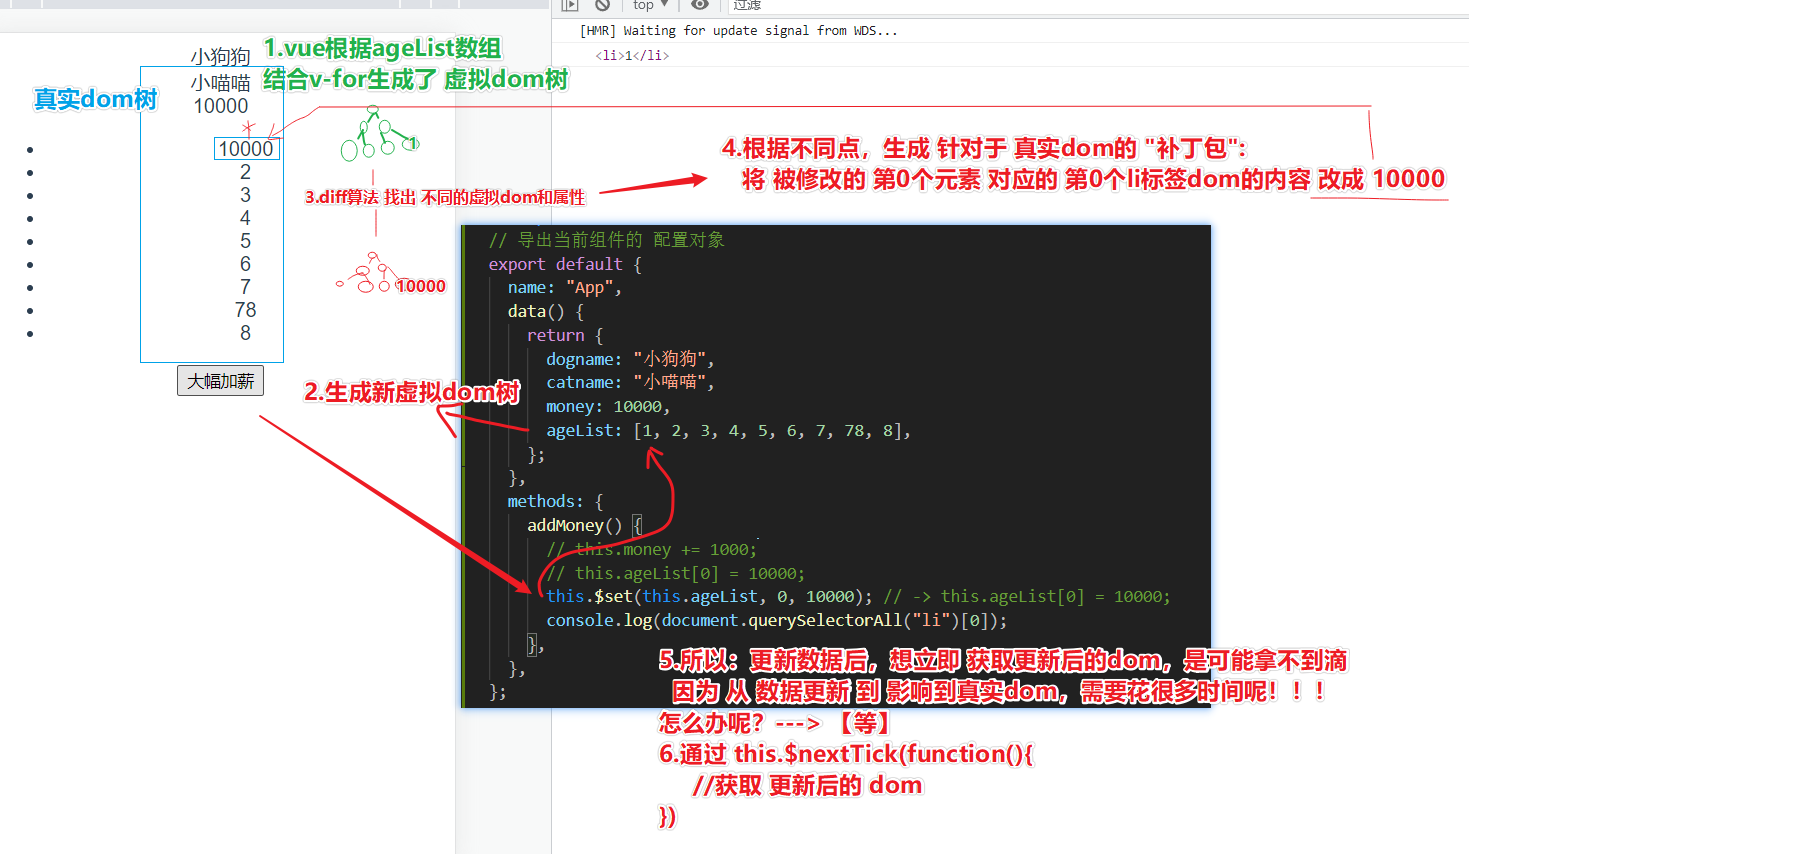 top
过滤
[HMR] Waiting for update signal from WDS...
<li>1</li>
小狗狗
小喵喵
10000
真实dom树
1.vue根据ageList数组
结合v-for生成了 虚拟dom树
1
10000
2
3
4
5
6
7
78
8
大幅加薪
3.diff算法 找出 不同的虚拟dom和属性
10000
4.根据不同点，生成 针对于 真实dom的 "补丁包":
将 被修改的 第0个元素 对应的 第0个li标签dom的内容 改成 10000
2.生成新虚拟dom树
// 导出当前组件的 配置对象
export default {
name: "App",
data() {
return {
dogname: "小狗狗",
catname: "小喵喵",
money: 10000,
ageList: [1, 2, 3, 4, 5, 6, 7, 78, 8],
};
},
methods: {
addMoney() {
// this.money += 1000;
// this.ageList[0] = 10000;
this.$set(this.ageList, 0, 10000); // -> this.ageList[0] = 10000;
console.log(document.querySelectorAll("li")[0]);
},
},
};
5.所以：更新数据后，想立即 获取更新后的dom，是可能拿不到滴
因为 从 数据更新 到 影响到真实dom，需要花很多时间呢！！！
怎么办呢？---> 【等】
6.通过 this.$nextTick(function(){
//获取 更新后的 dom
})